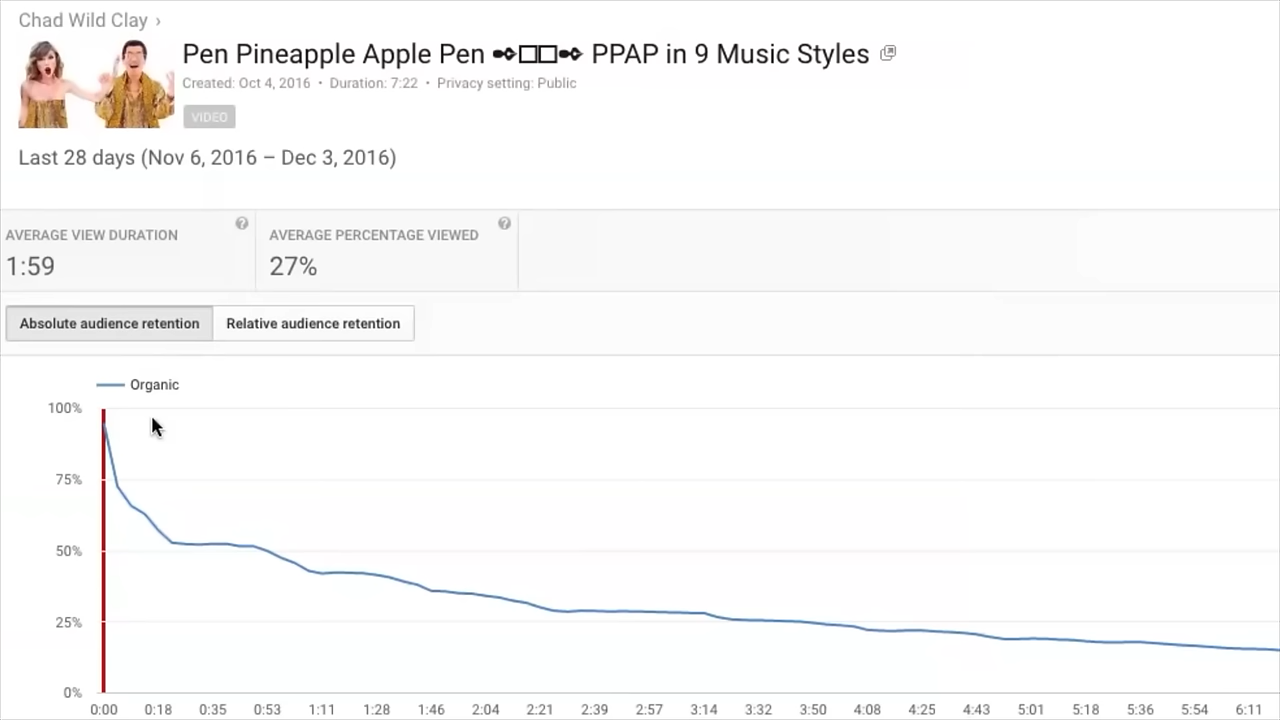 Chad Wild Clay ›
Pen Pineapple Apple Pen ✒□□✒ PPAP in 9 Music Styles
Created: Oct 4, 2016 • Duration: 7:22 • Privacy setting: Public
VIDEO
Last 28 days (Nov 6, 2016 – Dec 3, 2016)
AVERAGE VIEW DURATION ?
AVERAGE PERCENTAGE VIEWED ?
1:59
27%
Absolute audience retention
Relative audience retention
Organic
100%
75%
50%
25%
0%
0:00 0:18 0:35 0:53 1:11 1:28 1:46 2:04 2:21 2:39 2:57 3:14 3:32 3:50 4:08 4:25 4:43 5:01 5:18 5:36 5:54 6:11